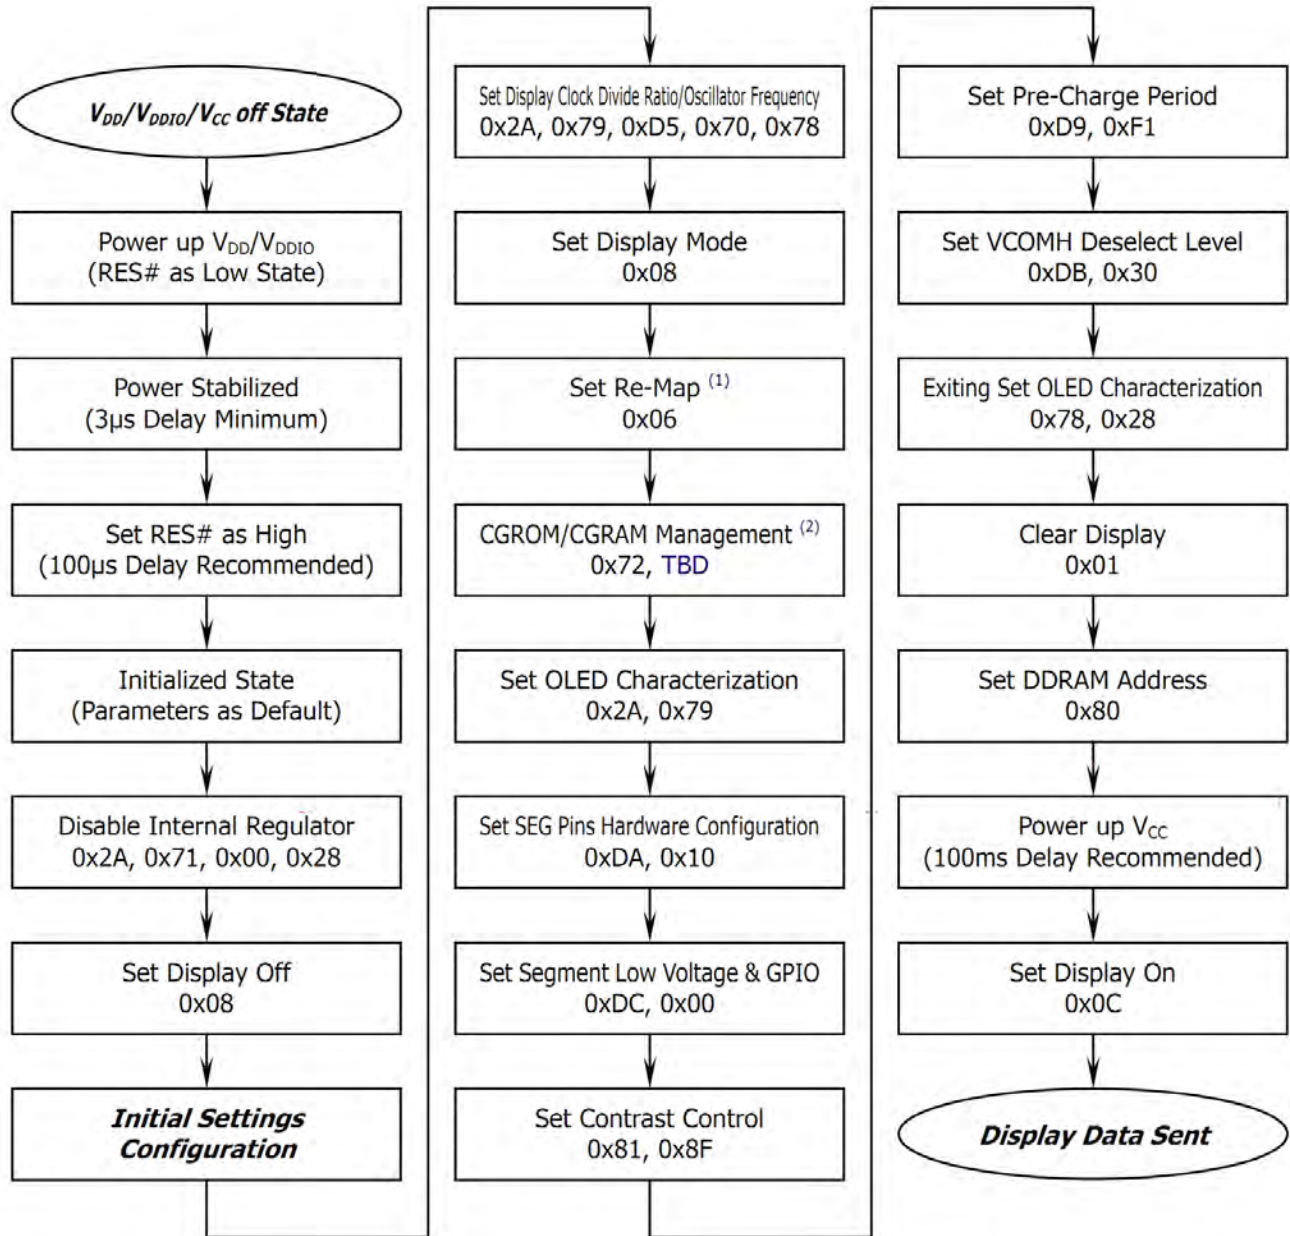 V_DD/V_DDIO/V_CC off State
Power up V_DD/V_DDIO
(RES# as Low State)
Power Stabilized
(3μs Delay Minimum)
Set RES# as High
(100μs Delay Recommended)
Initialized State
(Parameters as Default)
Disable Internal Regulator
0x2A, 0x71, 0x00, 0x28
Set Display Off
0x08
Initial Settings
Configuration
Set Display Clock Divide Ratio/Oscillator Frequency
0x2A, 0x79, 0xD5, 0x70, 0x78
Set Display Mode
0x08
Set Re-Map (1)
0x06
CGROM/CGRAM Management (2)
0x72, TBD
Set OLED Characterization
0x2A, 0x79
Set SEG Pins Hardware Configuration
0xDA, 0x10
Set Segment Low Voltage & GPIO
0xDC, 0x00
Set Contrast Control
0x81, 0x8F
Set Pre-Charge Period
0xD9, 0xF1
Set VCOMH Deselect Level
0xDB, 0x30
Exiting Set OLED Characterization
0x78, 0x28
Clear Display
0x01
Set DDRAM Address
0x80
Power up V_CC
(100ms Delay Recommended)
Set Display On
0x0C
Display Data Sent